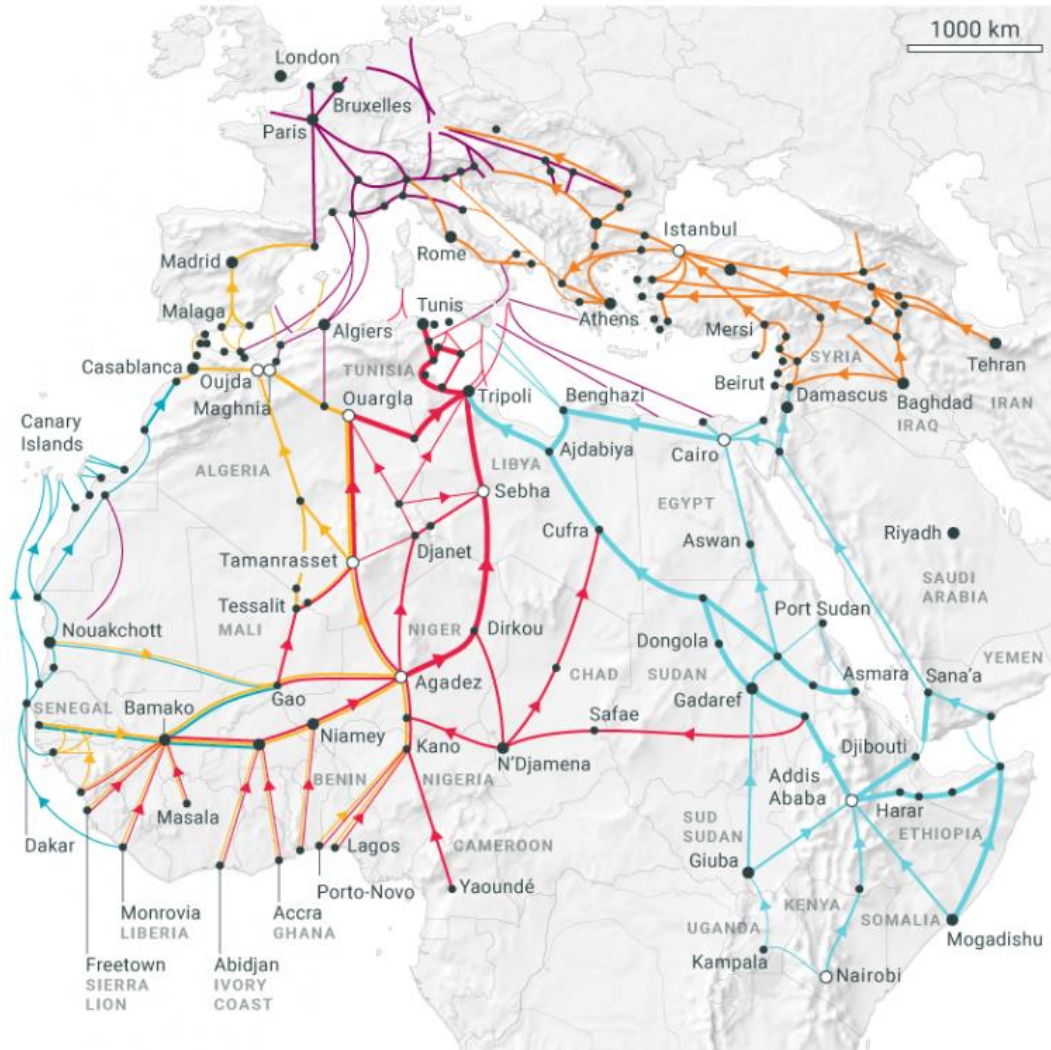 1000 km
London
Bruxelles
Paris
Istanbul
Rome
Madrid
Malaga
Tunis
Algiers
Athens
Mersi
Tehran
Casablanca
Oujda
Maghnia
TUNISIA
SYRIA
Beirut
Damascus
Baghdad
IRAQ
IRAN
Ouargla
Tripoli
Benghazi
Canary
Islands
Ajdabiya
Cairo
ALGERIA
LIBYA
Sebha
EGYPT
Cufra
Aswan
Riyadh
Djanet
Tamanrasset
SAUDI
ARABIA
Tessalit
MALI
Port Sudan
Nouakchott
NIGER
Dirkou
Dongola
SUDAN
YEMEN
CHAD
Asmara
Sana'a
Agadez
Gao
Gadaref
SENEGAL
Bamako
Niamey
Safae
Kano
Djibouti
N'Djamena
BENIN
NIGERIA
Addis
Ababa
Harar
Masala
ETHIOPIA
SUD
SUDAN
Dakar
Lagos
CAMEROON
Giuba
Porto-Novo
Yaoundé
KENYA
Monrovia
LIBERIA
Accra
GHANA
UGANDA
SOMALIA
Mogadishu
Kampala
Freetown
SIERRA
LION
Abidjan
IVORY
COAST
Nairobi